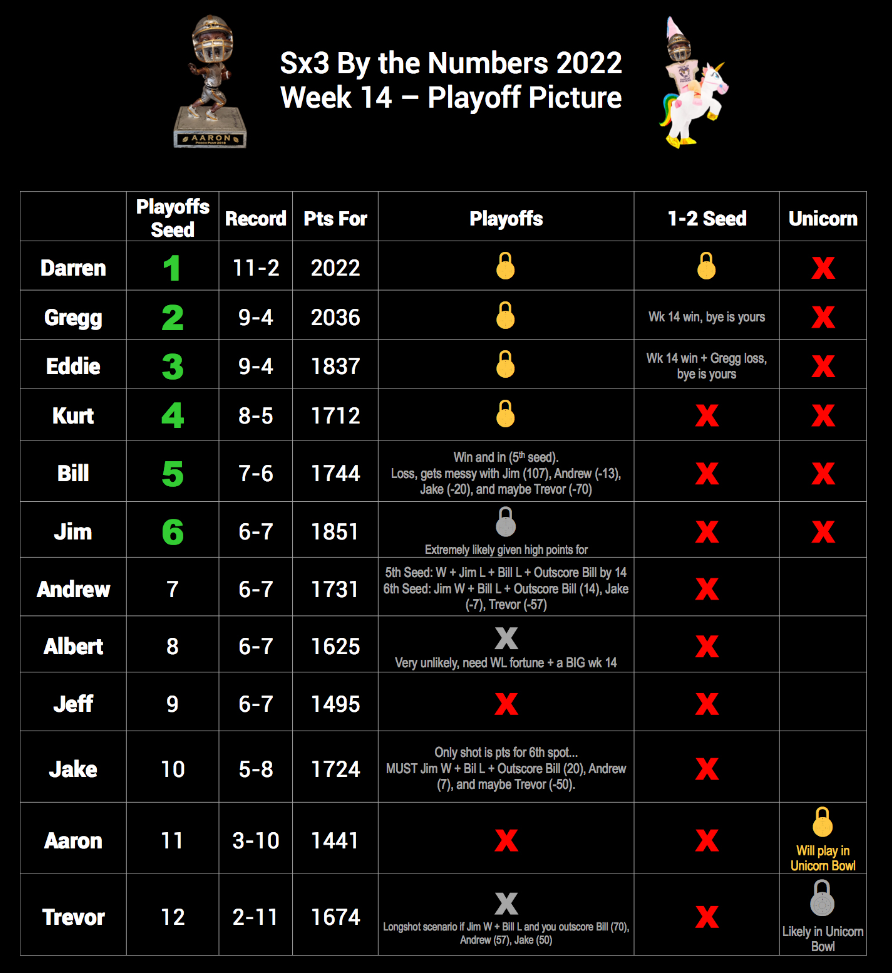 Sx3 By the Numbers 2022
Week 14 – Playoff Picture
AARON
Playoffs Seed Record Pts For Playoffs 1-2 Seed Unicorn
Darren 1 11-2 2022 X
Gregg 2 9-4 2036 Wk 14 win, bye is yours X
Eddie 3 9-4 1837 Wk 14 win + Gregg loss,
bye is yours X
Kurt 4 8-5 1712 X X
Bill 5 7-6 1744 Win and in (5th seed).
Loss, gets messy with Jim (107), Andrew (-13),
Jake (-20), and maybe Trevor (-70) X X
Jim 6 6-7 1851 Extremely likely given high points for X X
Andrew 7 6-7 1731 5th Seed: W + Jim L + Bill L + Outscore Bill by 14
6th Seed: Jim W + Bill L + Outscore Bill (14), Jake
(-7), Trevor (-57) X
Albert 8 6-7 1625 X
Very unlikely, need WL fortune + a BIG wk 14 X
Jeff 9 6-7 1495 X X
Jake 10 5-8 1724 Only shot is pts for 6th spot...
MUST Jim W + Bil L + Outscore Bill (20), Andrew
(7), and maybe Trevor (-50). X
Aaron 11 3-10 1441 X X Will play in
Unicorn Bowl
Trevor 12 2-11 1674 X
Longshot scenario if Jim W + Bill L and you outscore Bill (70),
Andrew (57), Jake (50) X Likely in Unicorn
Bowl